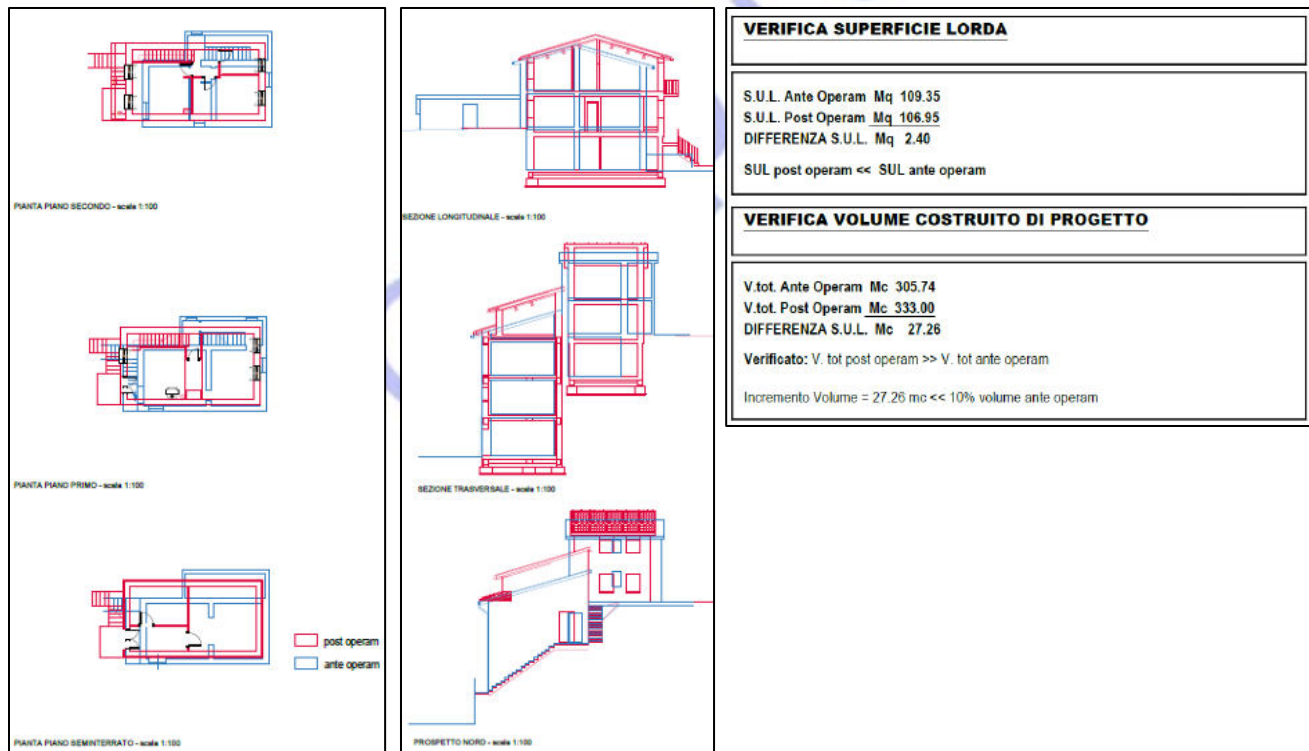 PIANTA PIANO SECONDO - scala 1:100
PIANTA PIANO PRIMO - scala 1:100
post operam
ante operam
PIANTA PIANO SEMINTERRATO - scala 1:100
SEZIONE LONGITUDINALE - scala 1:100
SEZIONE TRASVERSALE - scala 1:100
PROSPETTO NORD - scala 1:100
VERIFICA SUPERFICIE LORDA
S.U.L. Ante Operam Mq 109.35
S.U.L. Post Operam Mq 106.95
DIFFERENZA S.U.L. Mq 2.40
SUL post operam << SUL ante operam
VERIFICA VOLUME COSTRUITO DI PROGETTO
V.tot. Ante Operam Mc 305.74
V.tot. Post Operam Mc 333.00
DIFFERENZA S.U.L. Mc 27.26
Verificato: V. tot post operam >> V. tot ante operam
Incremento Volume = 27.26 mc << 10% volume ante operam